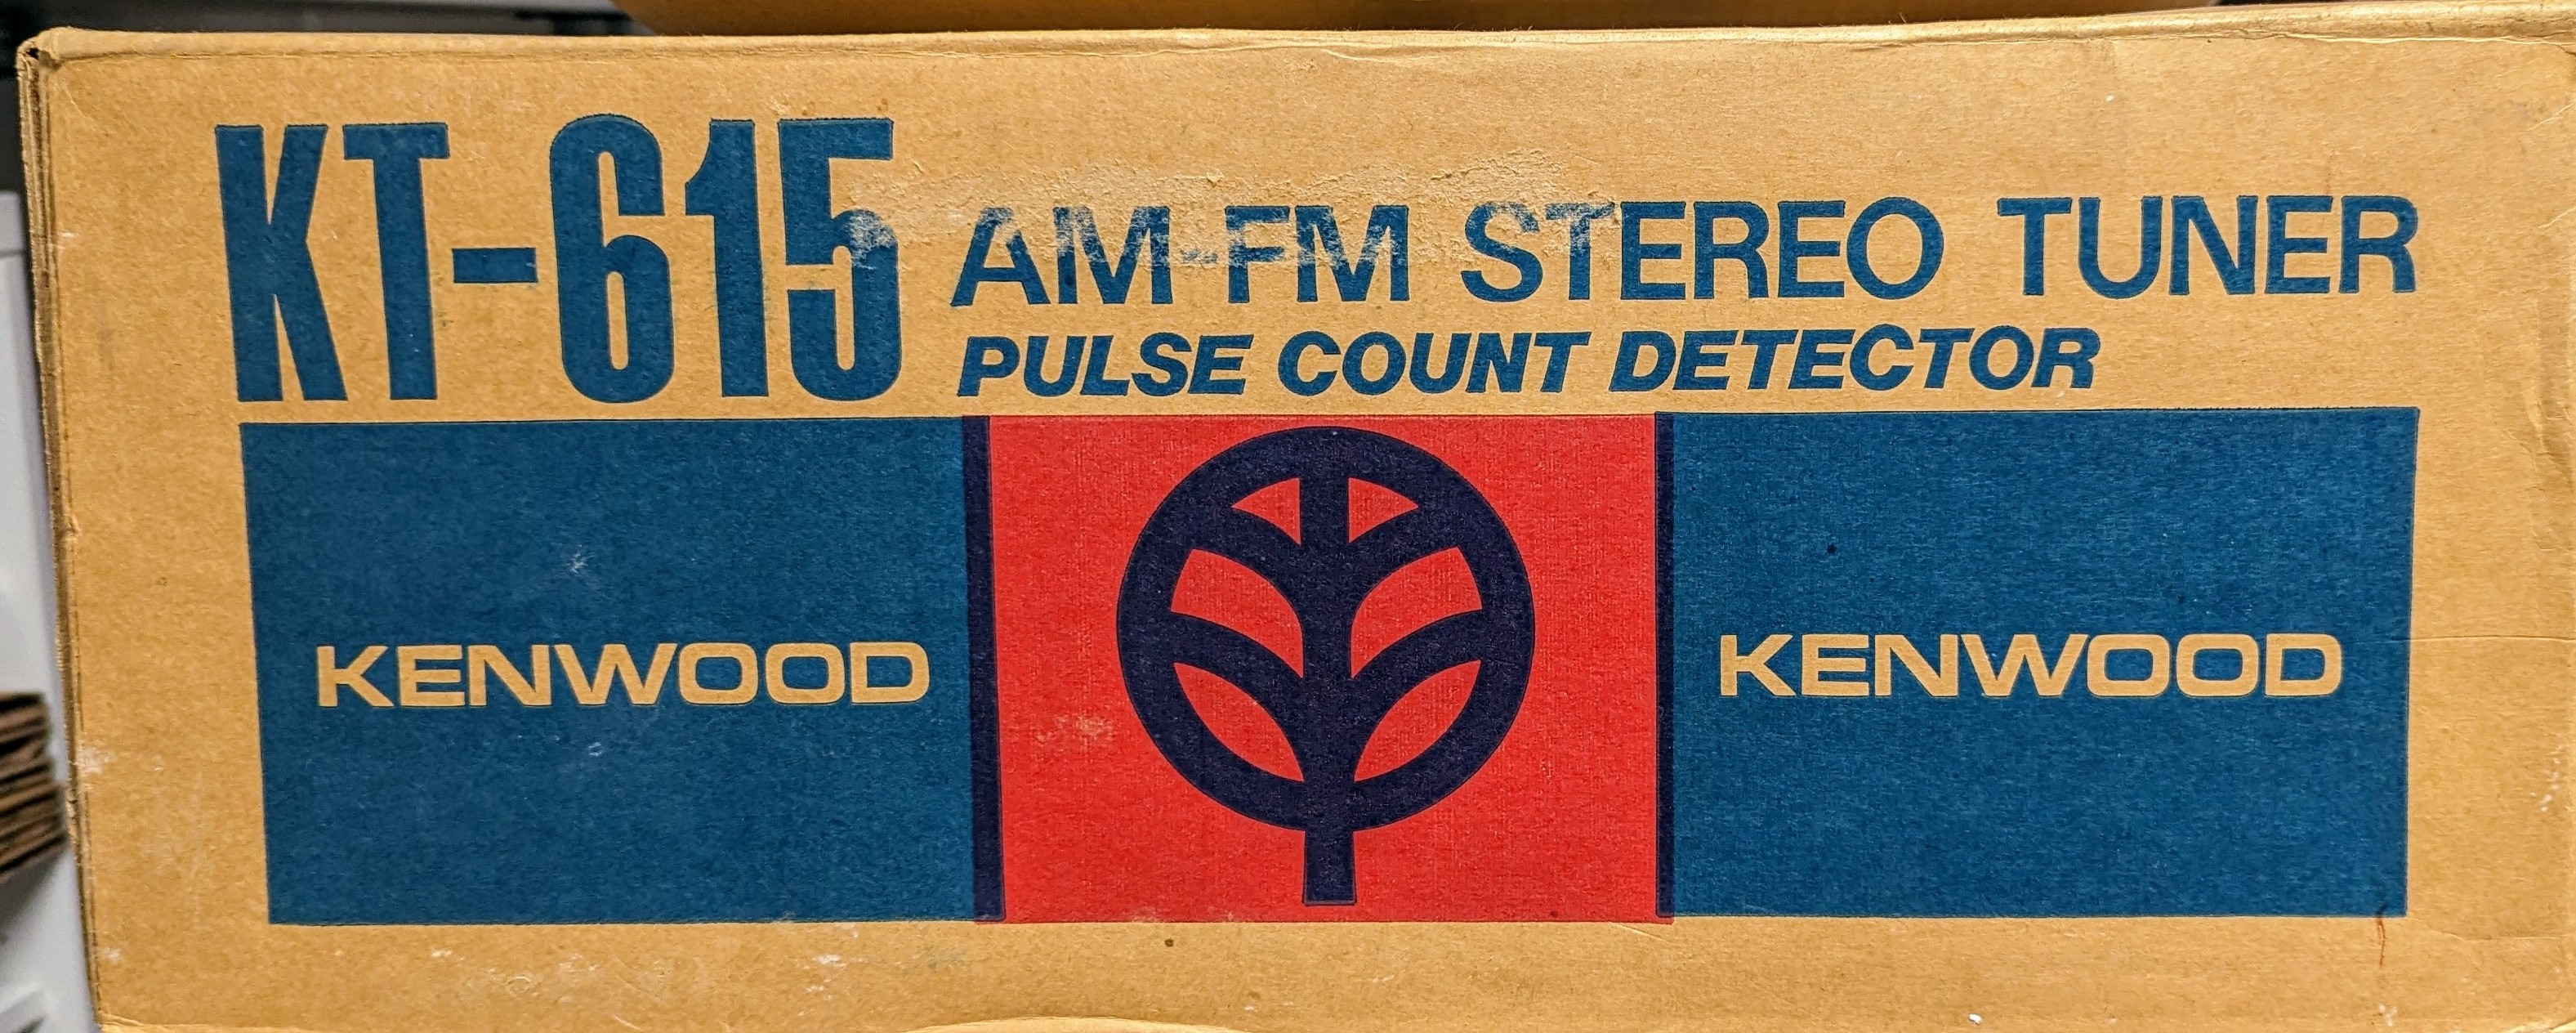 KT-615 AM-FM STEREO TUNER
PULSE COUNT DETECTOR
KENWOOD KENWOOD